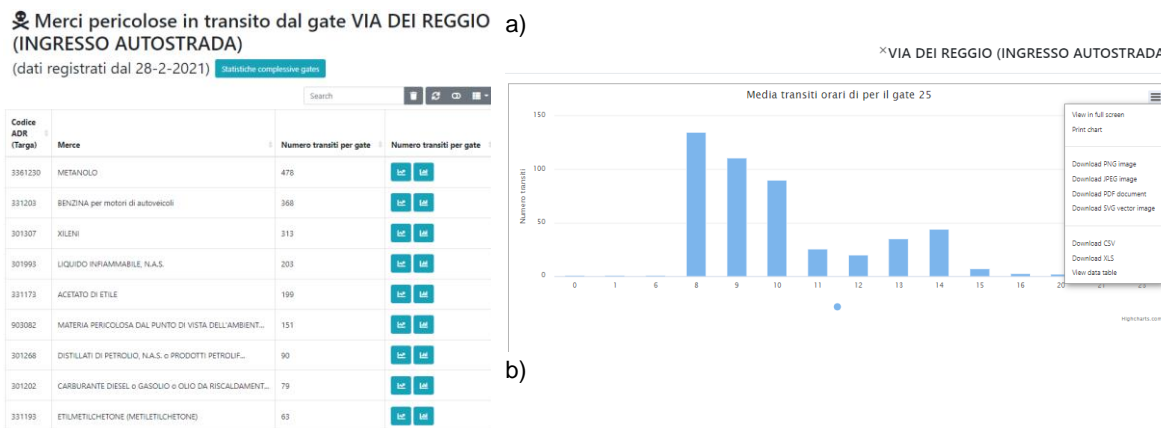 Merci pericolose in transito dal gate VIA DEI REGGIO
(INGRESSO AUTOSTRADA)
(dati registrati dal 28-2-2021) Statistiche complessive gates
Search
Codice ADR (Targa) Merce Numero transiti per gate Numero transiti per gate
3361230 METANOLO 478
331203 BENZINA per motori di autoveicoli 368
301307 XILENI 313
301993 LIQUIDO INFIAMMABILE, N.A.S. 203
331173 ACETATO DI ETILE 199
903082 MATERIA PERICOLOSA DAL PUNTO DI VISTA DELL'AMBIENT... 151
301268 DISTILLATI DI PETROLIO, N.A.S. o PRODOTTI PETROLIF... 90
301202 CARBURANTE DIESEL o GASOLIO o OLIO DA RISCALDAMENT... 79
331193 ETILMETILCHETONE (METILETILCHETONE) 63
a)
×VIA DEI REGGIO (INGRESSO AUTOSTRADA
Media transiti orari di per il gate 25
Numero transiti
150
100
50
0
0 1 6 8 9 10 11 12 13 14 15 16 20 21 23
View in full screen
Print chart
Download PNG image
Download JPEG image
Download PDF document
Download SVG vector image
Download CSV
Download XLS
View data table
Highcharts.com
b)